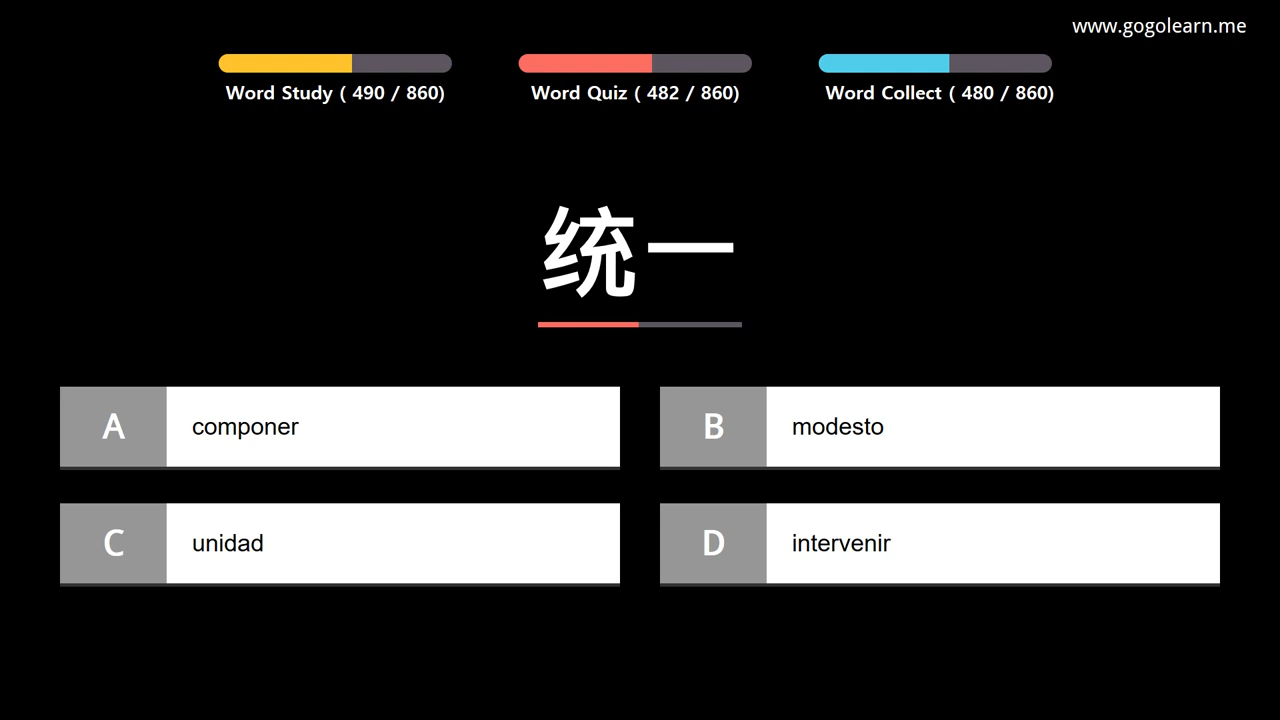 www.gogolearn.me
Word Study ( 490 / 860)
Word Quiz ( 482 / 860)
Word Collect ( 480 / 860)
统一
A componer
B modesto
C unidad
D intervenir